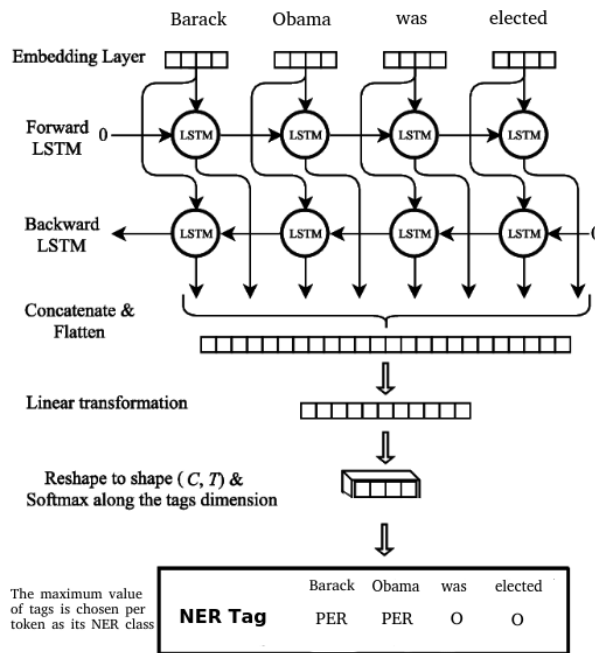 Barack Obama was elected
Embedding Layer
Forward
LSTM
0 LSTM LSTM LSTM LSTM
Backward
LSTM
LSTM LSTM LSTM LSTM 0
Concatenate &
Flatten
Linear transformation
Reshape to shape (C, T) &
Softmax along the tags dimension
The maximum value
of tags is chosen per
token as its NER class
Barack Obama was elected
NER Tag PER PER O O